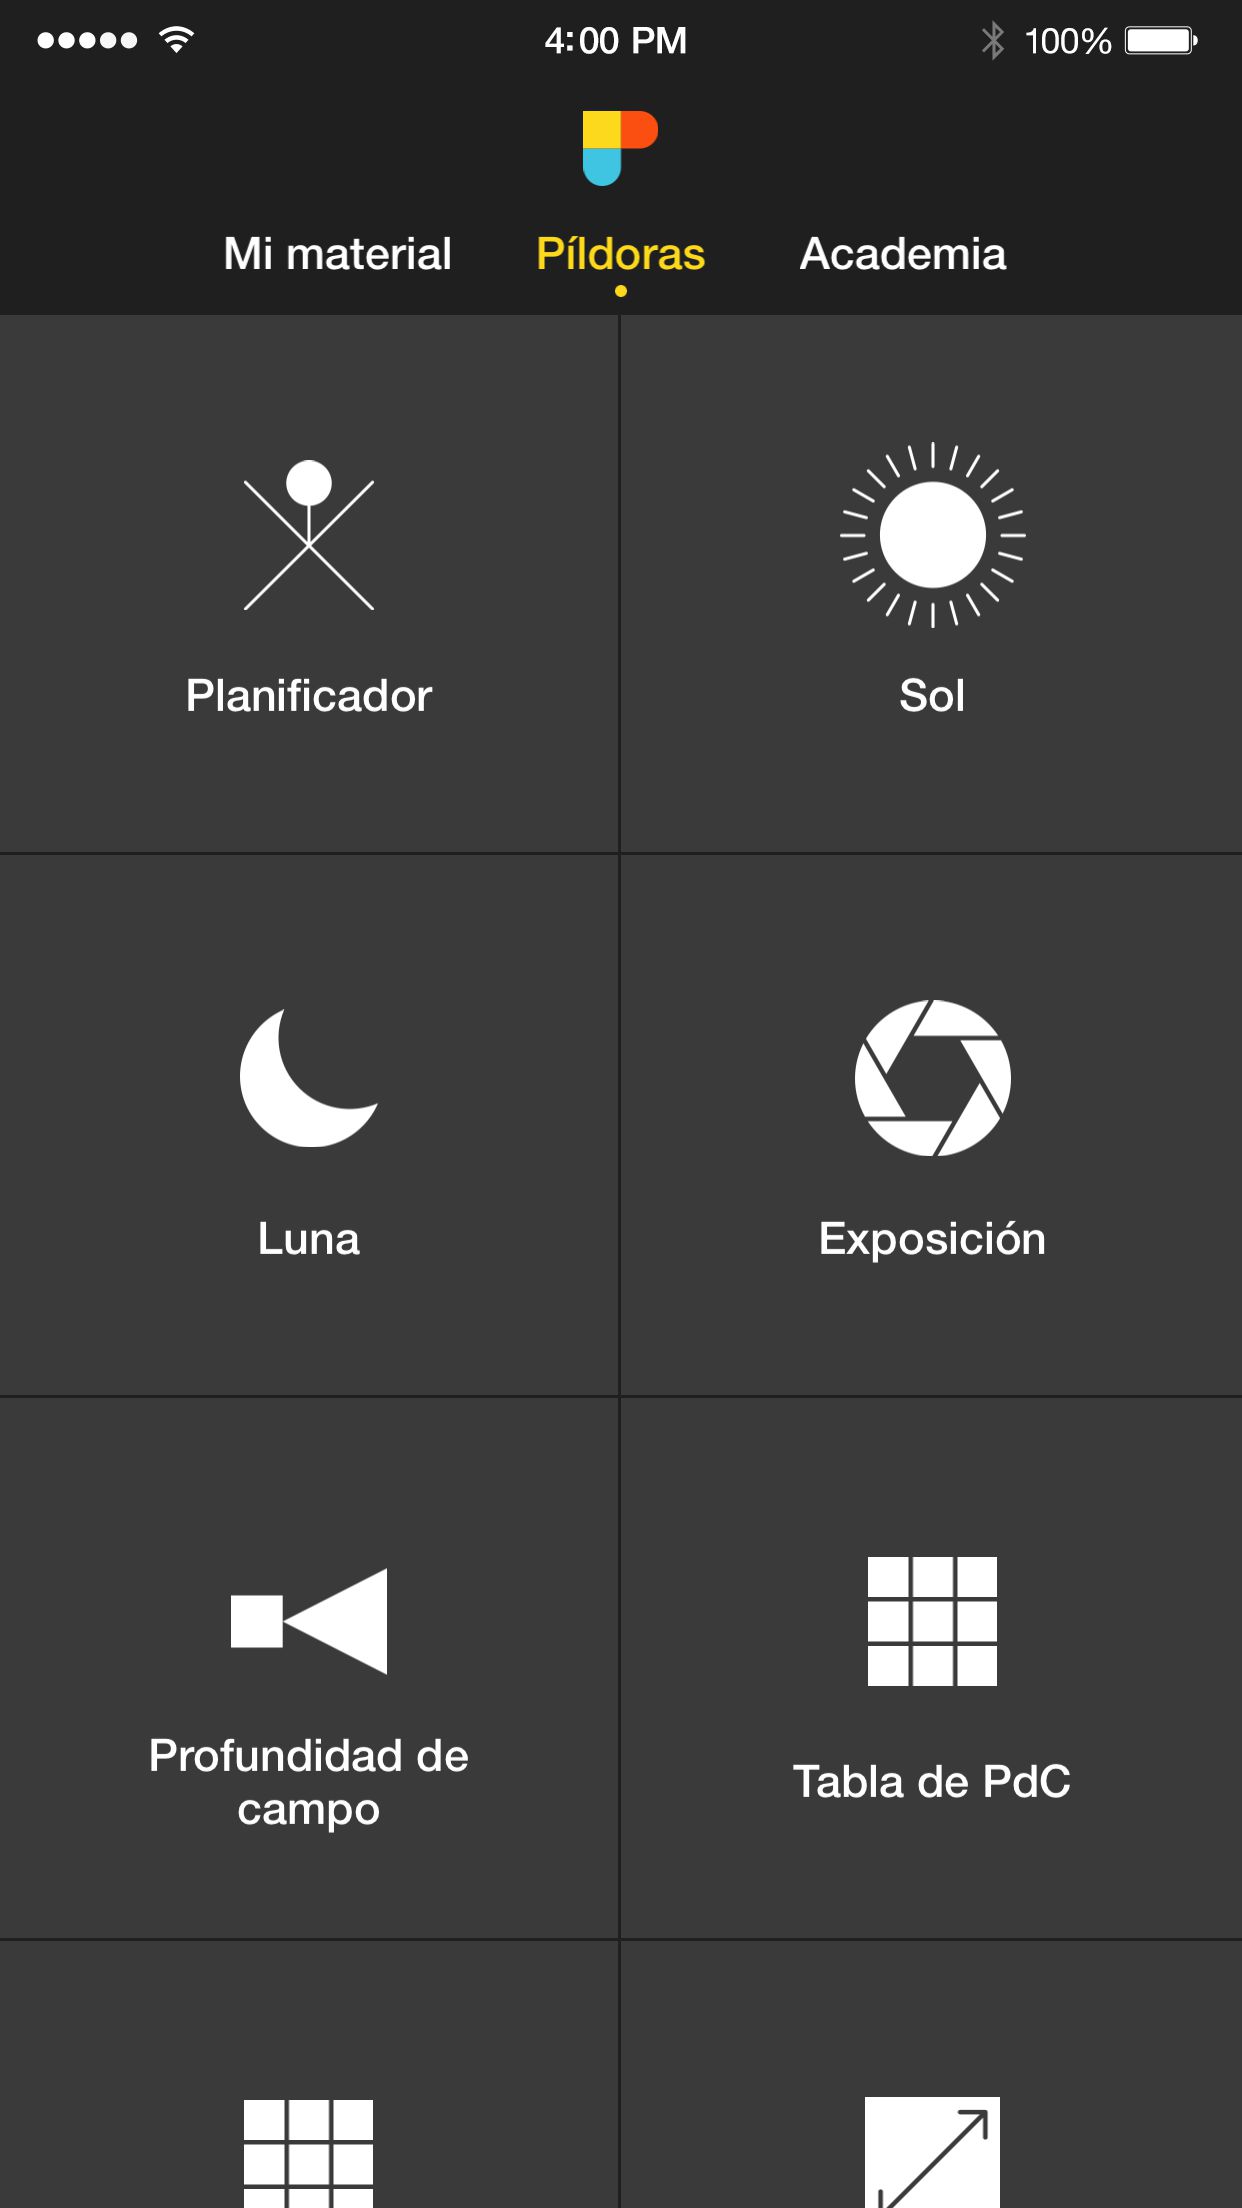 4:00 PM
100%
Mi material
Píldoras
Academia
Planificador
Sol
Luna
Exposición
Profundidad de
campo
Tabla de PdC